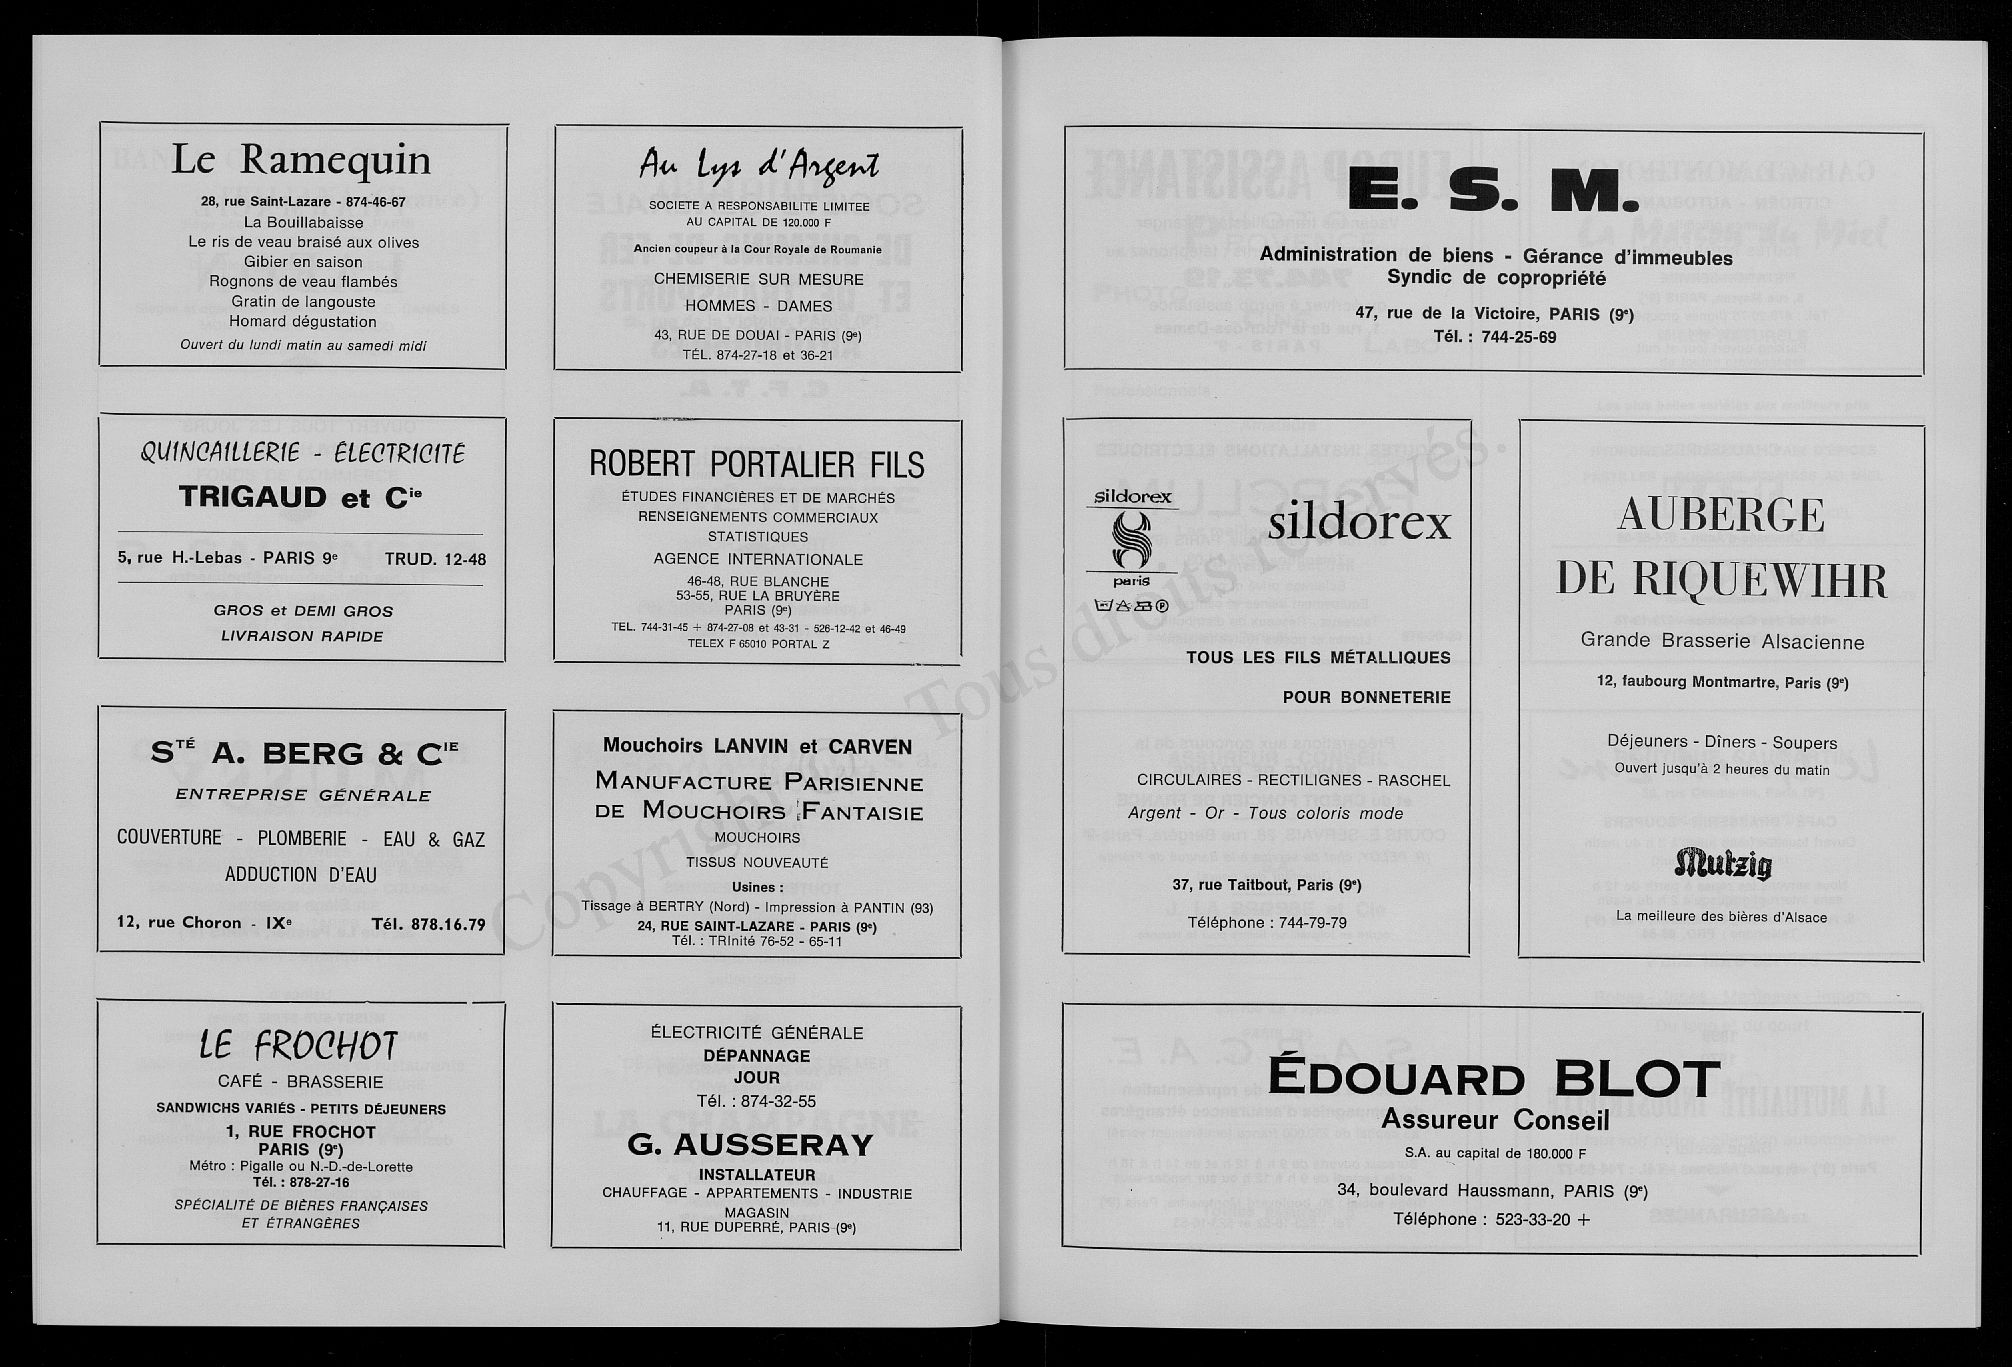 Le Ramequin
28, rue Saint-Lazare - 874-46-67
La Bouillabaisse
Le ris de veau braisé aux olives
Gibier en saison
Rognons de veau flambés
Gratin de langouste
Homard dégustation
Ouvert du lundi matin au samedi midi
Au Lys d'Argent
SOCIETE A RESPONSABILITE LIMITEE
AU CAPITAL DE 120.000 F
Ancien coupeur à la Cour Royale de Roumanie
CHEMISERIE SUR MESURE
HOMMES - DAMES
43, RUE DE DOUAI - PARIS (9e)
TÉL. 874-27-18 et 36-21
QUINCAILLERIE - ÉLECTRICITÉ
TRIGAUD et Cie
5, rue H.-Lebas - PARIS 9e TRUD. 12-48
GROS et DEMI GROS
LIVRAISON RAPIDE
ROBERT PORTALIER FILS
ÉTUDES FINANCIÈRES ET DE MARCHÉS
RENSEIGNEMENTS COMMERCIAUX
STATISTIQUES
AGENCE INTERNATIONALE
46-48, RUE BLANCHE
53-55, RUE LA BRUYÈRE
PARIS (9e)
TEL. 744-31-45 + 874-27-08 et 43-31 - 526-12-42 et 46-49
TELEX F 65010 PORTAL Z
STÉ A. BERG & CIE
ENTREPRISE GÉNÉRALE
COUVERTURE - PLOMBERIE - EAU & GAZ
ADDUCTION D'EAU
12, rue Choron - IXe Tél. 878.16.79
Mouchoirs LANVIN et CARVEN
MANUFACTURE PARISIENNE
DE MOUCHOIRS FANTAISIE
MOUCHOIRS
TISSUS NOUVEAUTÉ
Usines :
Tissage à BERTRY (Nord) - Impression à PANTIN (93)
24, RUE SAINT-LAZARE - PARIS (9e)
Tél. : TRInité 76-52 - 65-11
LE FROCHOT
CAFÉ - BRASSERIE
SANDWICHS VARIÉS - PETITS DÉJEUNERS
1, RUE FROCHOT
PARIS (9e)
Métro : Pigalle ou N.-D.-de-Lorette
Tél. : 878-27-16
SPÉCIALITÉ DE BIÈRES FRANÇAISES
ET ÉTRANGÈRES
ÉLECTRICITÉ GÉNÉRALE
DÉPANNAGE
JOUR
Tél. : 874-32-55
G. AUSSERAY
INSTALLATEUR
CHAUFFAGE - APPARTEMENTS - INDUSTRIE
MAGASIN
11, RUE DUPERRÉ, PARIS (9e)
E. S. M.
Administration de biens - Gérance d'immeubles
Syndic de copropriété
47, rue de la Victoire, PARIS (9e)
Tél. : 744-25-69
sildorex
paris
sildorex
TOUS LES FILS MÉTALLIQUES
POUR BONNETERIE
CIRCULAIRES - RECTILIGNES - RASCHEL
Argent - Or - Tous coloris mode
37, rue Taitbout, Paris (9e)
Téléphone : 744-79-79
AUBERGE
DE RIQUEWIHR
Grande Brasserie Alsacienne
12, faubourg Montmartre, Paris (9e)
Déjeuners - Dîners - Soupers
Ouvert jusqu'à 2 heures du matin
Mutzig
La meilleure des bières d'Alsace
ÉDOUARD BLOT
Assureur Conseil
S.A. au capital de 180.000 F
34, boulevard Haussmann, PARIS (9e)
Téléphone : 523-33-20 +
Copyright Tous droits réservés.